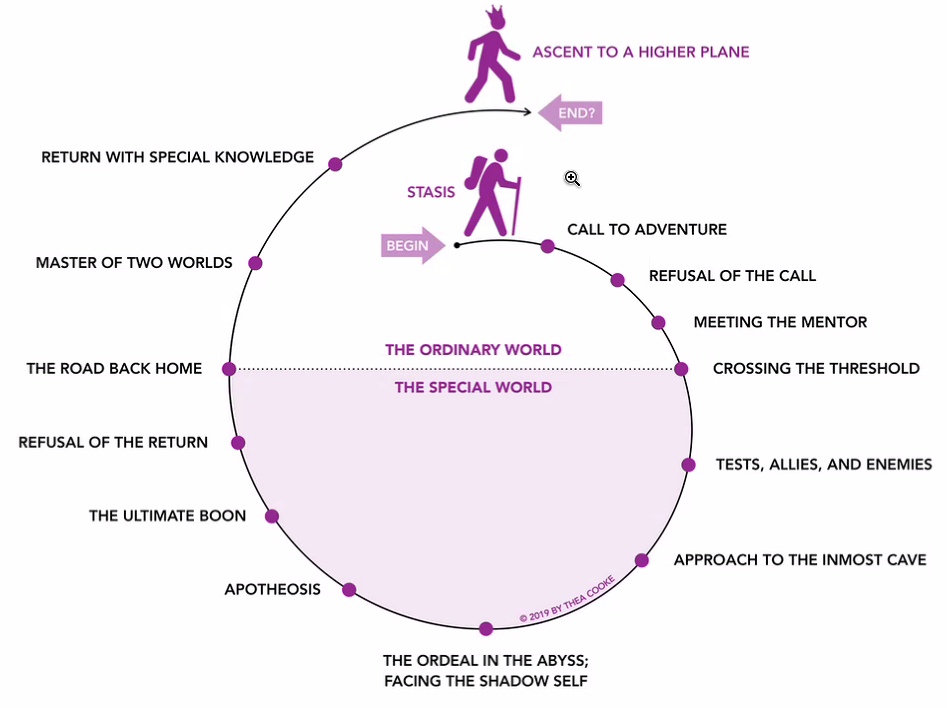 ASCENT TO A HIGHER PLANE
END?
RETURN WITH SPECIAL KNOWLEDGE
STASIS
BEGIN
CALL TO ADVENTURE
MASTER OF TWO WORLDS
REFUSAL OF THE CALL
MEETING THE MENTOR
THE ORDINARY WORLD
THE ROAD BACK HOME
CROSSING THE THRESHOLD
THE SPECIAL WORLD
REFUSAL OF THE RETURN
TESTS, ALLIES, AND ENEMIES
THE ULTIMATE BOON
APPROACH TO THE INMOST CAVE
APOTHEOSIS
© 2019 BY THEA COOKE
THE ORDEAL IN THE ABYSS;
FACING THE SHADOW SELF